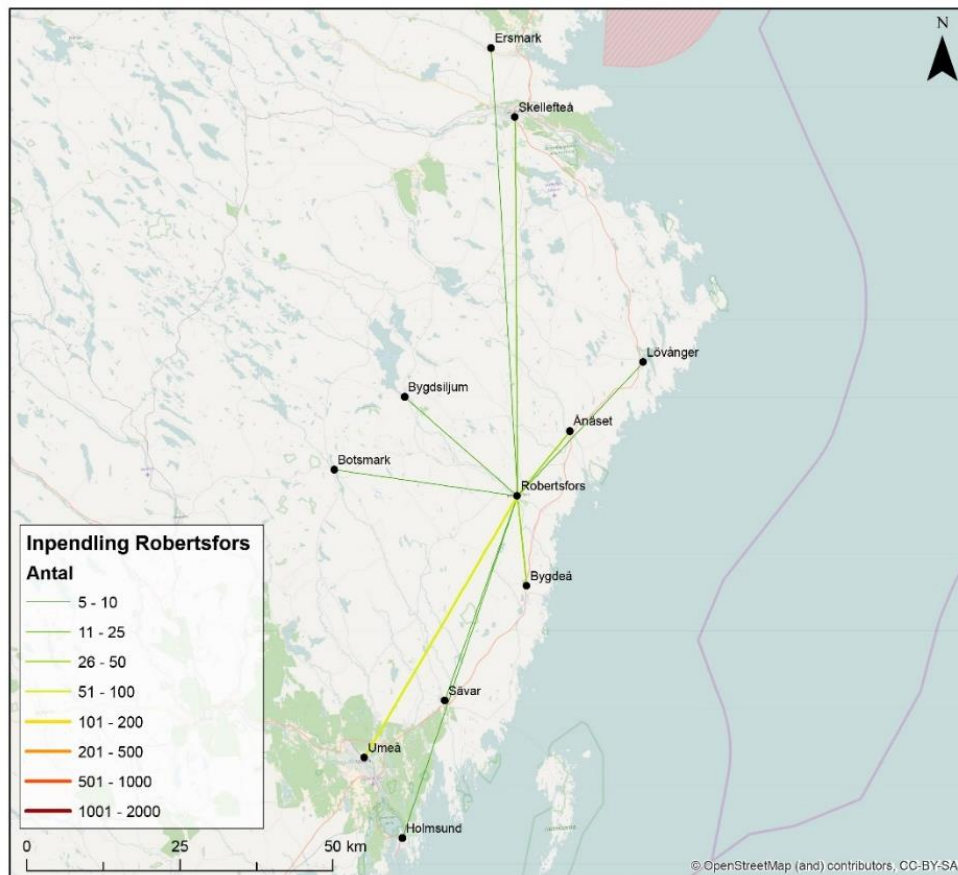 N
Ersmark
Skellefteå
Lövånger
Bygdsiljum
Ånäset
Botsmark
Robertsfors
Bygdeå
Sävar
Umeå
Holmsund
Inpendling Robertsfors
Antal
5 - 10
11 - 25
26 - 50
51 - 100
101 - 200
201 - 500
501 - 1000
1001 - 2000
0 25 50 km
© OpenStreetMap (and) contributors, CC-BY-SA